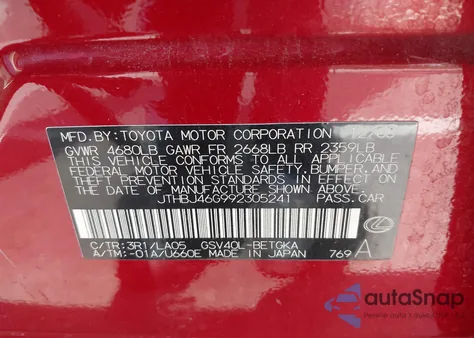 MFD.BY: TOYOTA MOTOR CORPORATION 12/08
GVWR 4680LB GAWR FR 2668LB RR 2359LB
THIS VEHICLE CONFORMS TO ALL APPLICABLE
FEDERAL MOTOR VEHICLE SAFETY, BUMPER, AND
THEFT PREVENTION STANDARDS IN EFFECT ON
THE DATE OF MANUFACTURE SHOWN ABOVE.
JTHBJ46G992305241 PASS.CAR
C/TR:3R1/LA05 GSV40L-BETGKA
A/TM:-01A/U660E MADE IN JAPAN 769 A
autoSnap